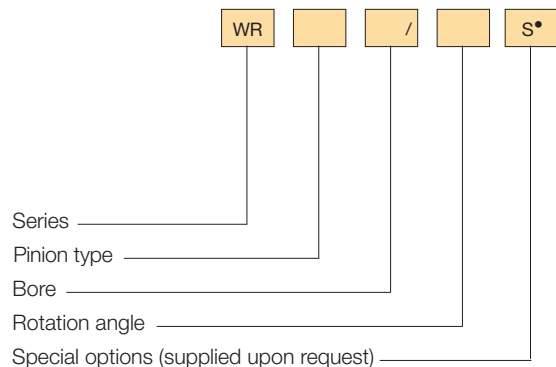 WR / S•
Series
Pinion type
Bore
Rotation angle
Special options (supplied upon request)